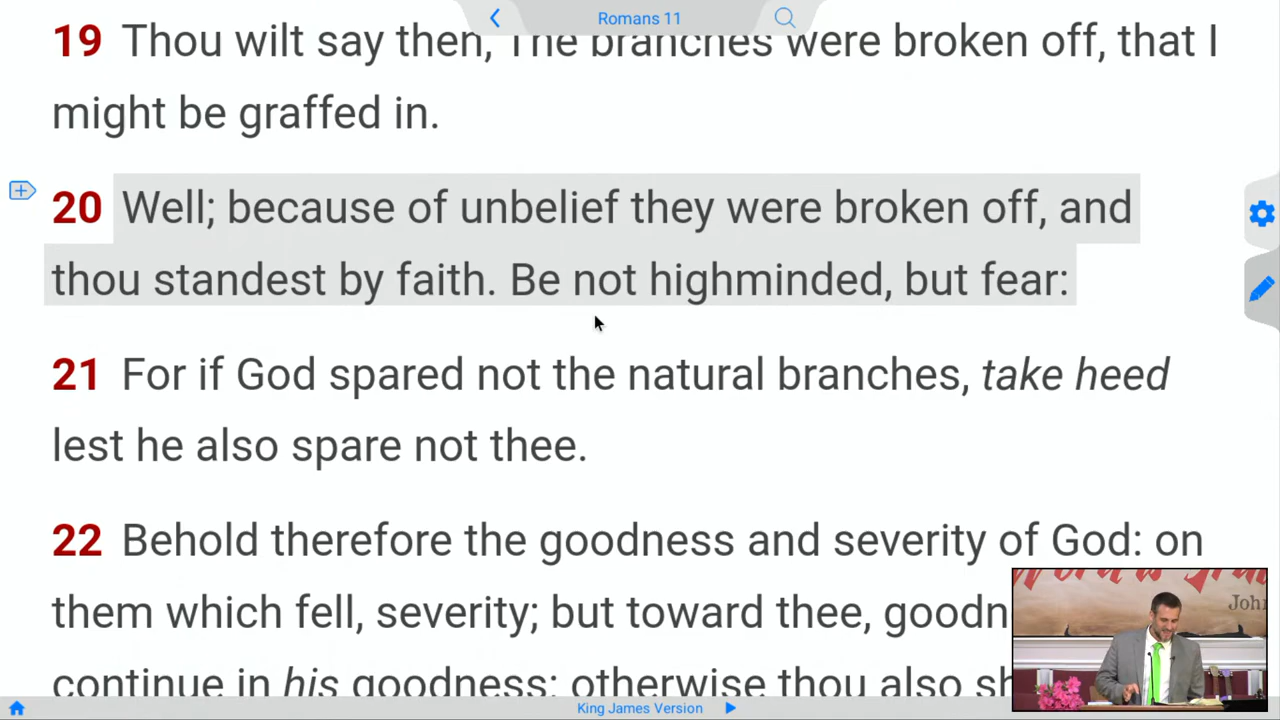 Romans 11
19 Thou wilt say then, The branches were broken off, that I
might be graffed in.
20 Well; because of unbelief they were broken off, and
thou standest by faith. Be not highminded, but fear:
21 For if God spared not the natural branches, take heed
lest he also spare not thee.
22 Behold therefore the goodness and severity of God: on
them which fell, severity; but toward thee, goodn
continue in his goodness: otherwise thou also sh
Word is Tru
John
King James Version